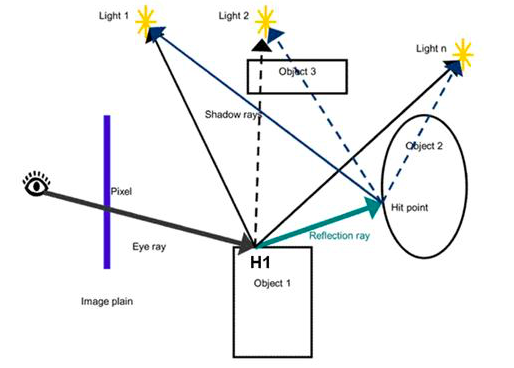 Light 1
Light 2
Light n
Object 3
Shadow rays
Object 2
Pixel
Hit point
Eye ray
Reflection ray
H1
Object 1
Image plain